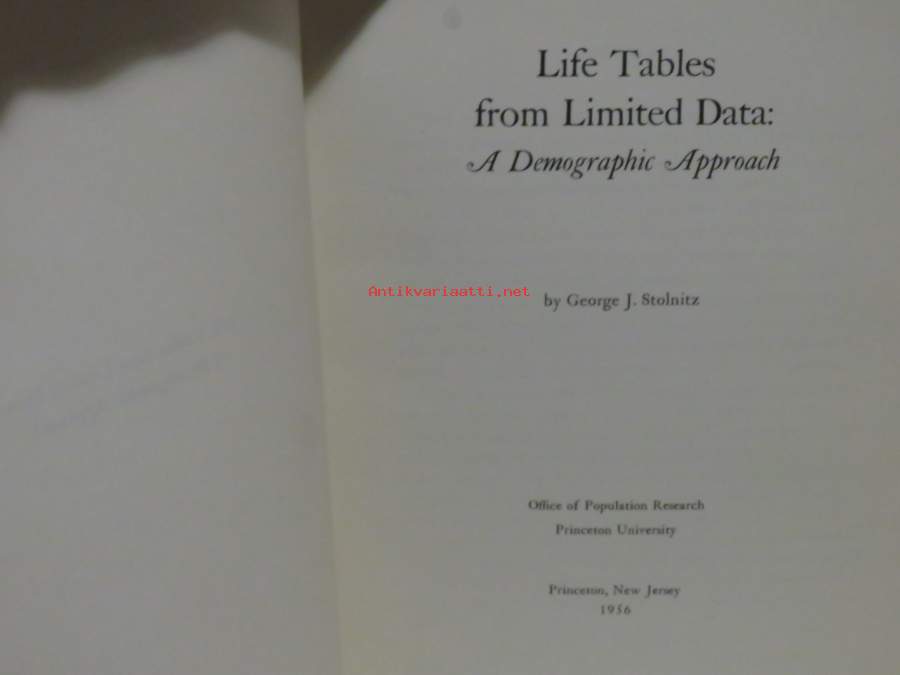 Life Tables
from Limited Data:
A Demographic Approach
Antikvariaatti.net
by George J. Stolnitz
Office of Population Research
Princeton University
Princeton, New Jersey
1956